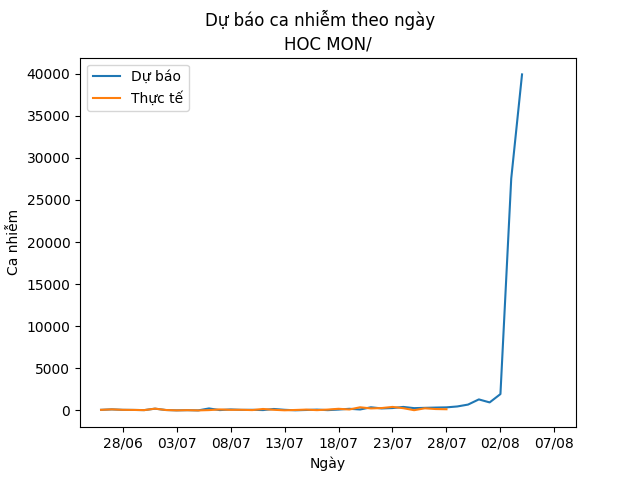 Dự báo ca nhiễm theo ngày
HOC MON/
Dự báo
Thực tế
Ca nhiễm
40000
35000
30000
25000
20000
15000
10000
5000
0
28/06 03/07 08/07 13/07 18/07 23/07 28/07 02/08 07/08
Ngày